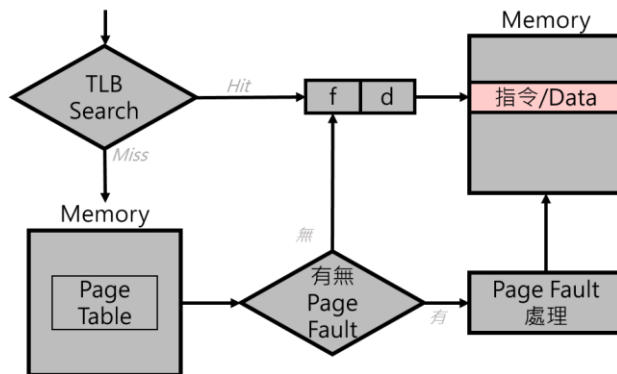 Memory
TLB
Search
Hit
f
d
指令/Data
Miss
Memory
無
Page
Table
有無
Page
Fault
有
Page Fault
處理